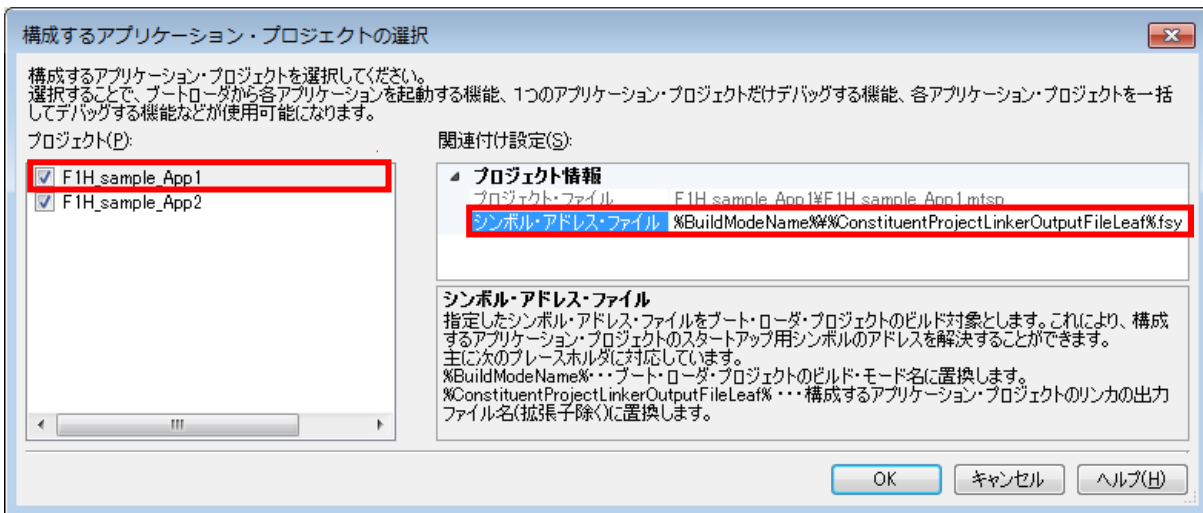 構成するアプリケーション・プロジェクトの選択
構成するアプリケーション・プロジェクトを選択してください。
選択することで、ブートローダから各アプリケーションを起動する機能、1つのアプリケーション・プロジェクトだけデバッグする機能、各アプリケーション・プロジェクトを一括
してデバッグする機能などが使用可能になります。
プロジェクト(P):
関連付け設定(S):
F1H_sample_App1
F1H_sample_App2
プロジェクト情報
プロジェクト・ファイル F1H_sample_App1¥F1H_sample_App1.mtsp
シンボル・アドレス・ファイル %BuildModeName%¥%ConstituentProjectLinkerOutputFileLeaf%.fsy
シンボル・アドレス・ファイル
指定したシンボル・アドレス・ファイルをブート・ローダ・プロジェクトのビルド対象とします。これにより、構成
するアプリケーション・プロジェクトのスタートアップ用シンボルのアドレスを解決することができます。
主に次のプレースホルダに対応しています。
%BuildModeName%・・・ブート・ローダ・プロジェクトのビルド・モード名に置換します。
%ConstituentProjectLinkerOutputFileLeaf% ・・・構成するアプリケーション・プロジェクトのリンカの出力
ファイル名(拡張子除く)に置換します。
OK
キャンセル
ヘルプ(H)